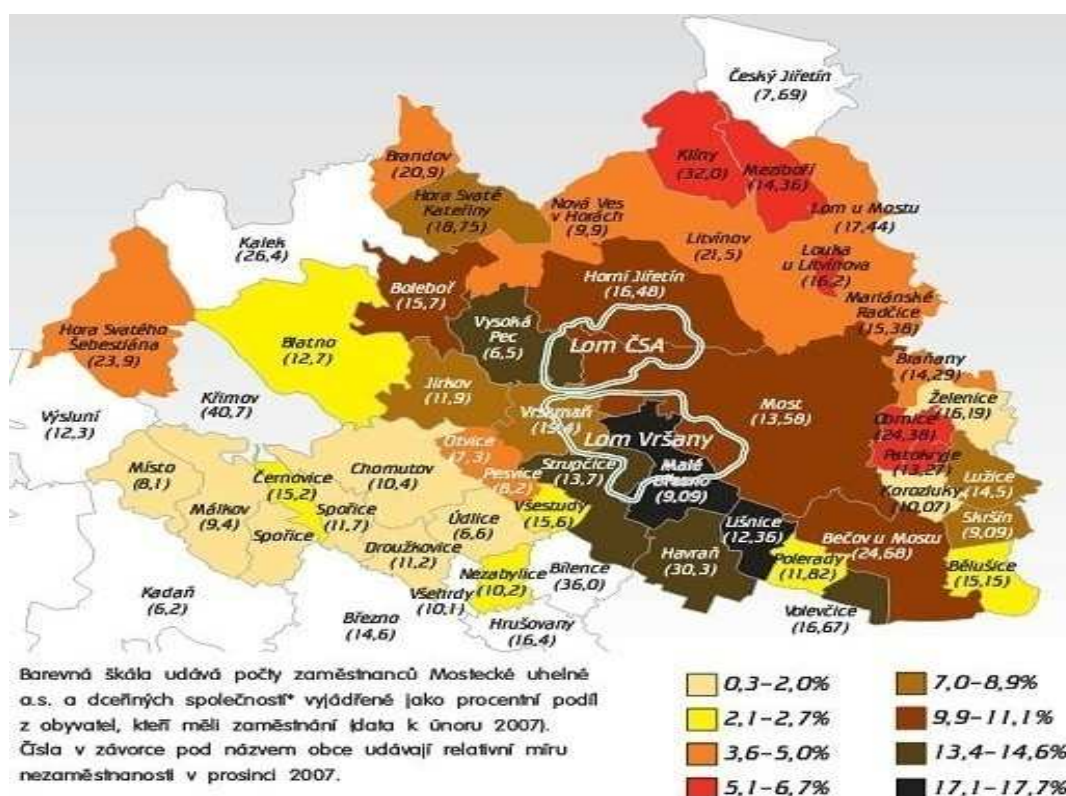 Český Jiřetín
(7,69)
Klíny
(32,0)
Meziboří
(14,36)
Brandov
(20,9)
Hora Svaté
Kateřiny
(18,75)
Nová Ves
v Horách
(9,9)
Lom u Mostu
(17,44)
Litvínov
(21,5)
Louka
u Litvínova
(16,2)
Kalek
(26,4)
Boleboř
(15,7)
Horní Jiřetín
(16,48)
Mariánské
Radčice
(15,38)
Hora Svatého
Šebestiána
(23,9)
Blatno
(12,7)
Vysoká
Pec
(6,5)
Lom ČSA
Braňany
(14,29)
Jirkov
(11,9)
Most
(13,58)
Želenice
(16,19)
Křimov
(40,7)
Výsluní
(12,3)
Vrskmaň
(15,4)
Obrnice
(24,38)
Lom Vršany
Otvice
(7,3)
Patokryje
(13,27)
Místo
(8,1)
Černovice
(15,2)
Chomutov
(10,4)
Pesvice
(8,2)
Strupčice
(13,7)
Malé
Březno
(9,09)
Lužice
(14,5)
Korozluky
(10,07)
Málkov
(9,4)
Spořice
(11,7)
Údlice
(6,6)
Všestudy
(15,6)
Lišnice
(12,36)
Skršín
(9,09)
Spořice
Droužkovice
(11,2)
Havraň
(30,3)
Bečov u Mostu
(24,68)
Polerady
(11,82)
Bělušice
(15,15)
Kadaň
(6,2)
Nezabylice
(10,2)
Bílence
(36,0)
Všehrdy
(10,1)
Březno
(14,6)
Hrušovany
(16,4)
Volevčice
(16,67)
Barevná škála udává počty zaměstnanců Mostecké uhelné
a.s. a dceřiných společností* vyjádřené jako procentní podíl
z obyvatel, kteří měli zaměstnání (data k únoru 2007).
Čísla v závorce pod názvem obce udávají relativní míru
nezaměstnanosti v prosinci 2007.
0,3–2,0%
2,1–2,7%
3,6–5,0%
5,1–6,7%
7,0–8,9%
9,9–11,1%
13,4–14,6%
17,1–17,7%